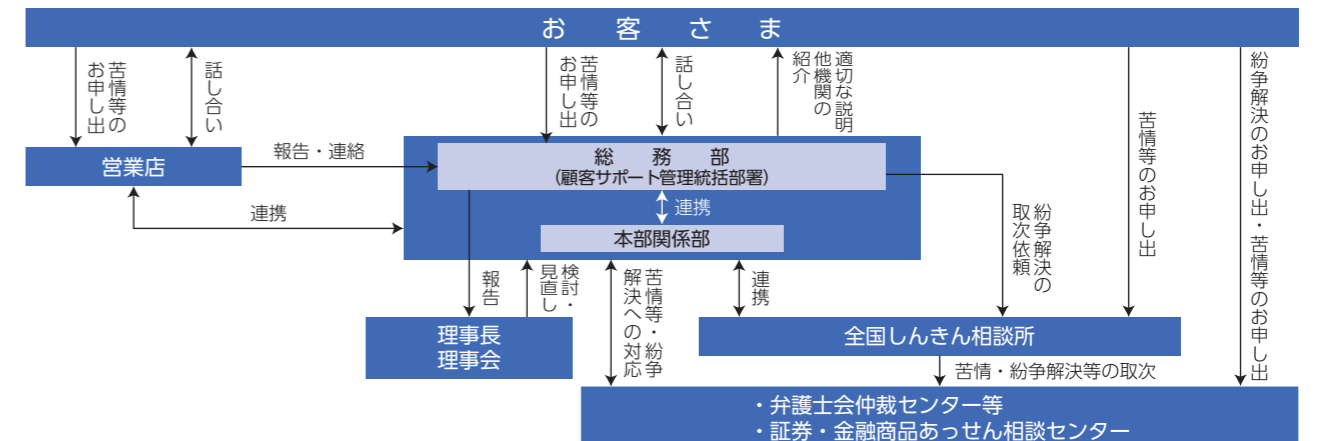 お客さま
苦情等の
お申し出
話し合い
苦情等の
お申し出
話し合い
適切な説明
他機関の
紹介
苦情等のお申し出
紛争解決のお申し出・苦情等のお申し出
営業店
報告・連絡
総務部
(顧客サポート管理統括部署)
連携
連携
本部関係部
紛争解決の
取次依頼
報告
検討・
見直し
苦情等・紛争
解決への対応
連携
理事長
理事会
全国しんきん相談所
苦情・紛争解決等の取次
・弁護士会仲裁センター等
・証券・金融商品あっせん相談センター